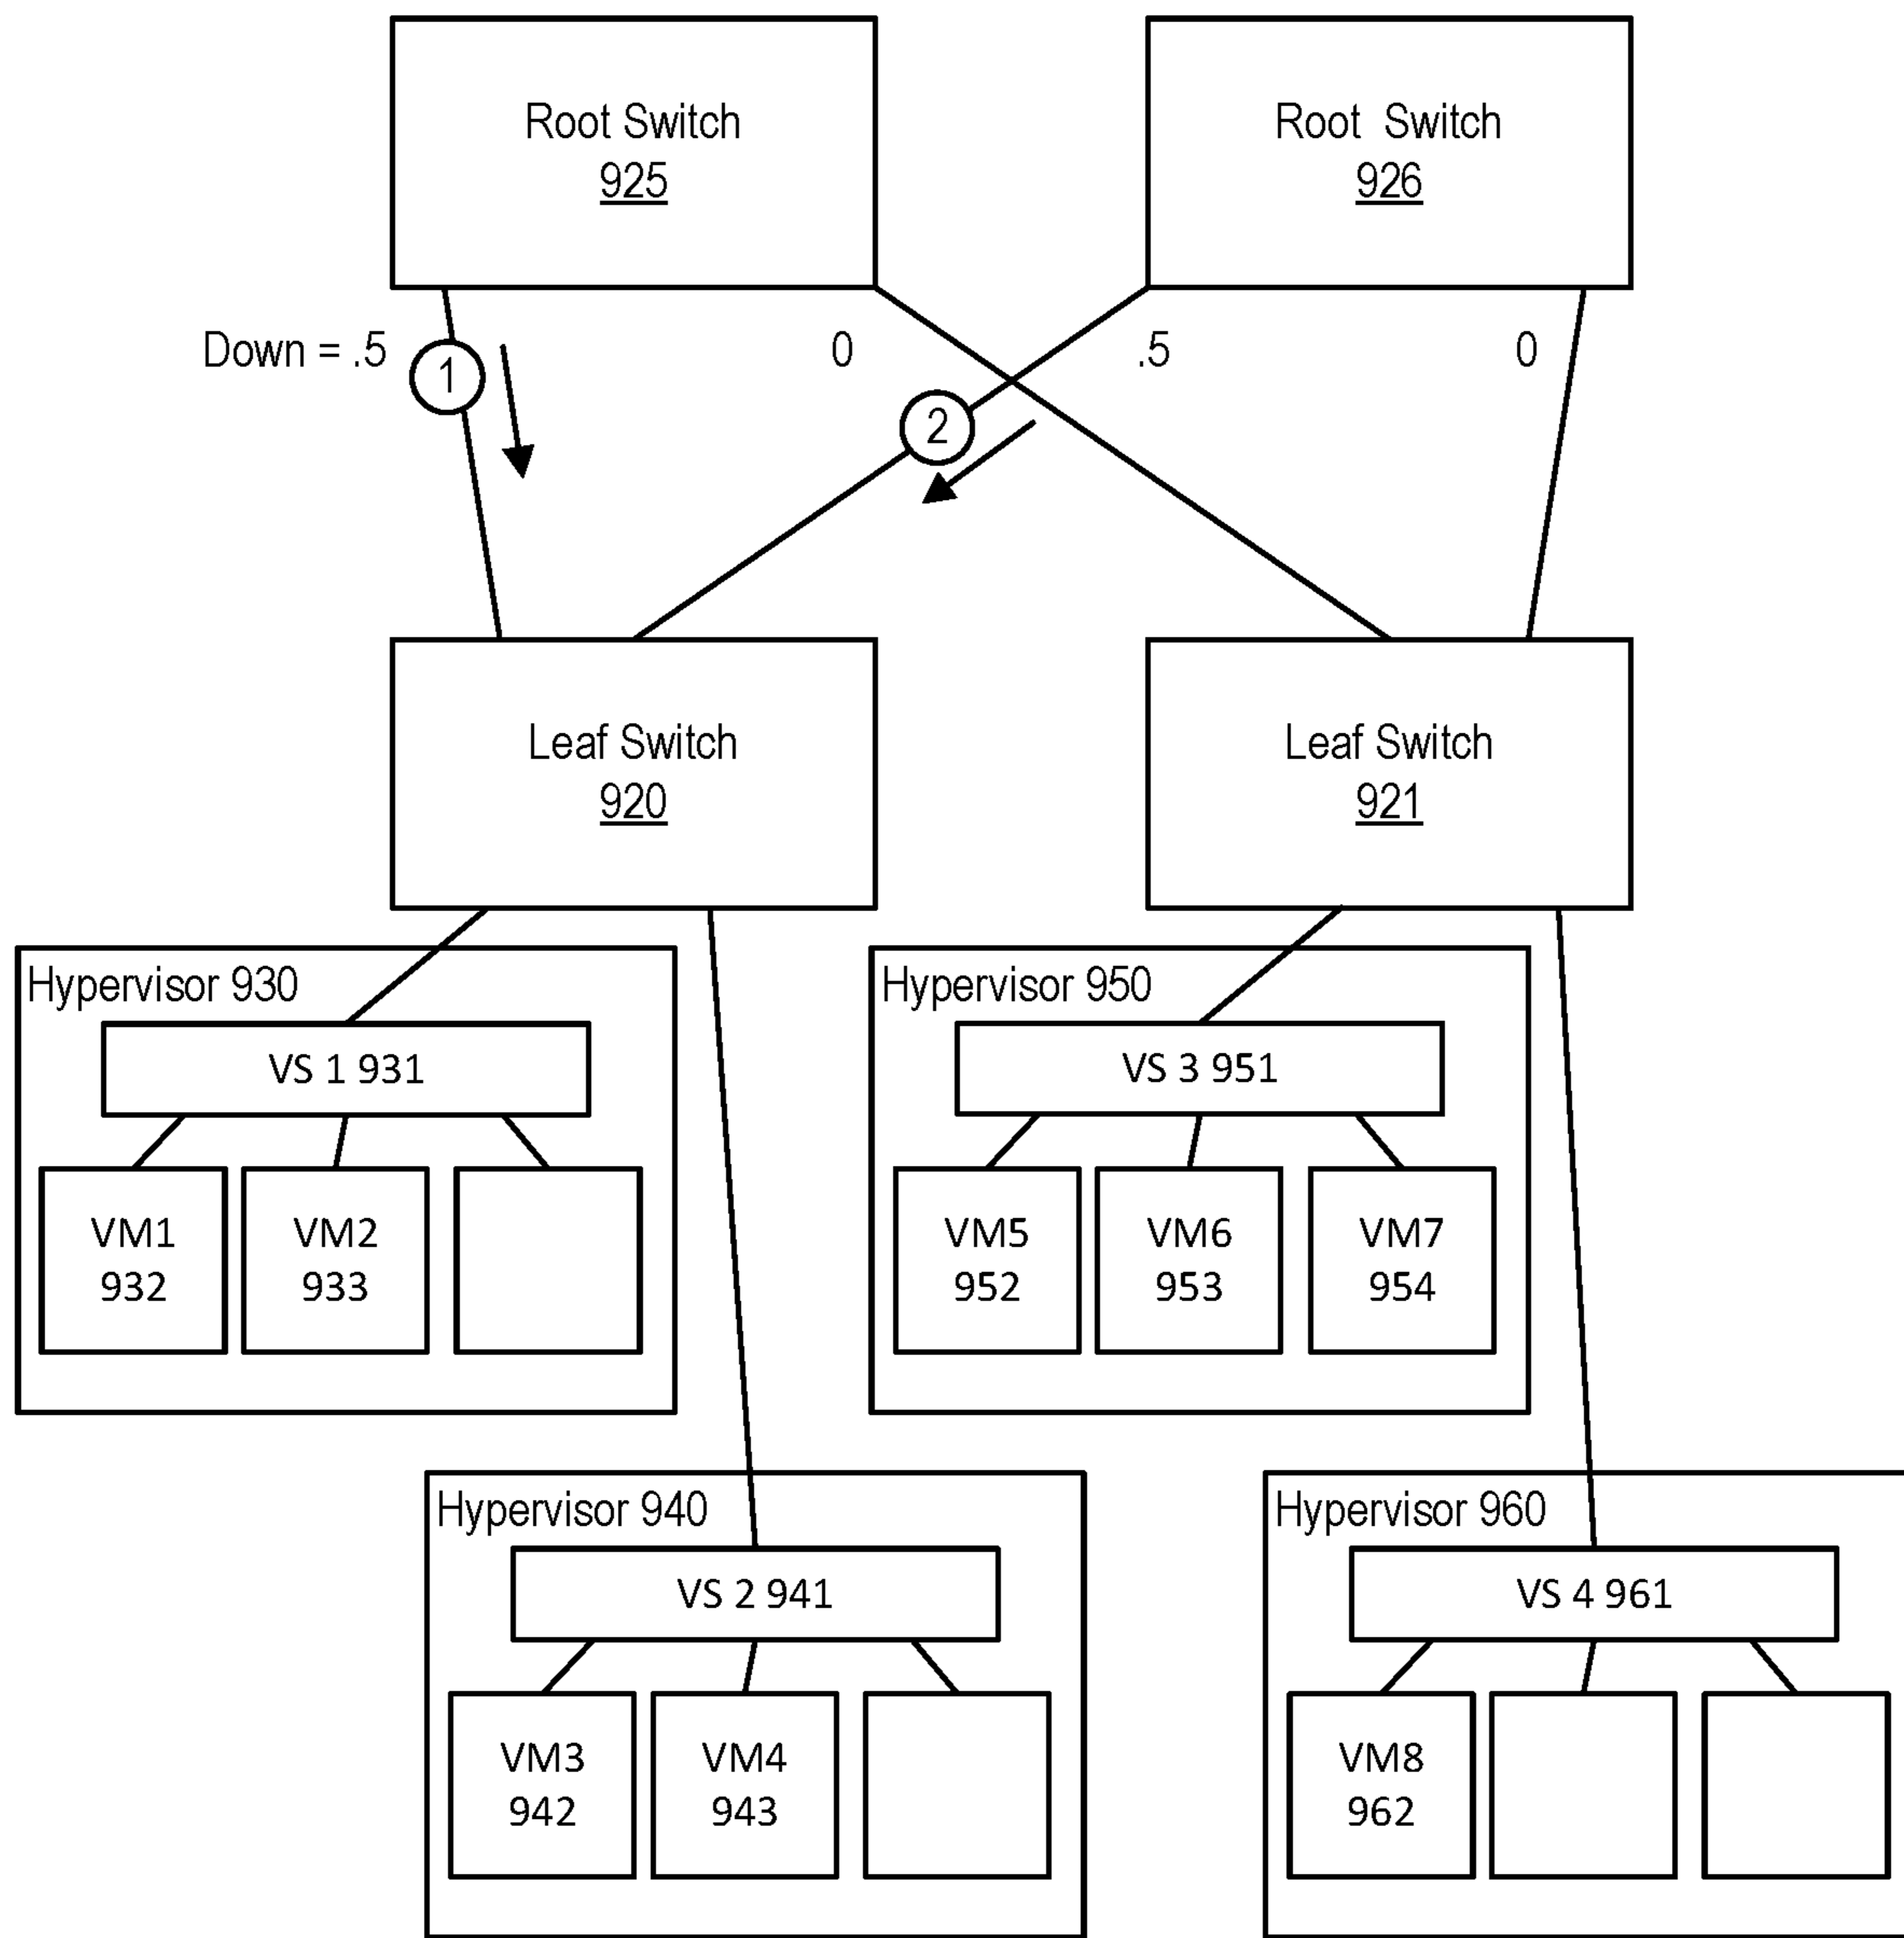 Root Switch
925
Root Switch
926
Down = .5
0
.5
0
1
2
Leaf Switch
920
Leaf Switch
921
Hypervisor 930
Hypervisor 950
VS 1 931
VS 3 951
VM1
932
VM2
933
VM5
952
VM6
953
VM7
954
Hypervisor 940
Hypervisor 960
VS 2 941
VS 4 961
VM3
942
VM4
943
VM8
962